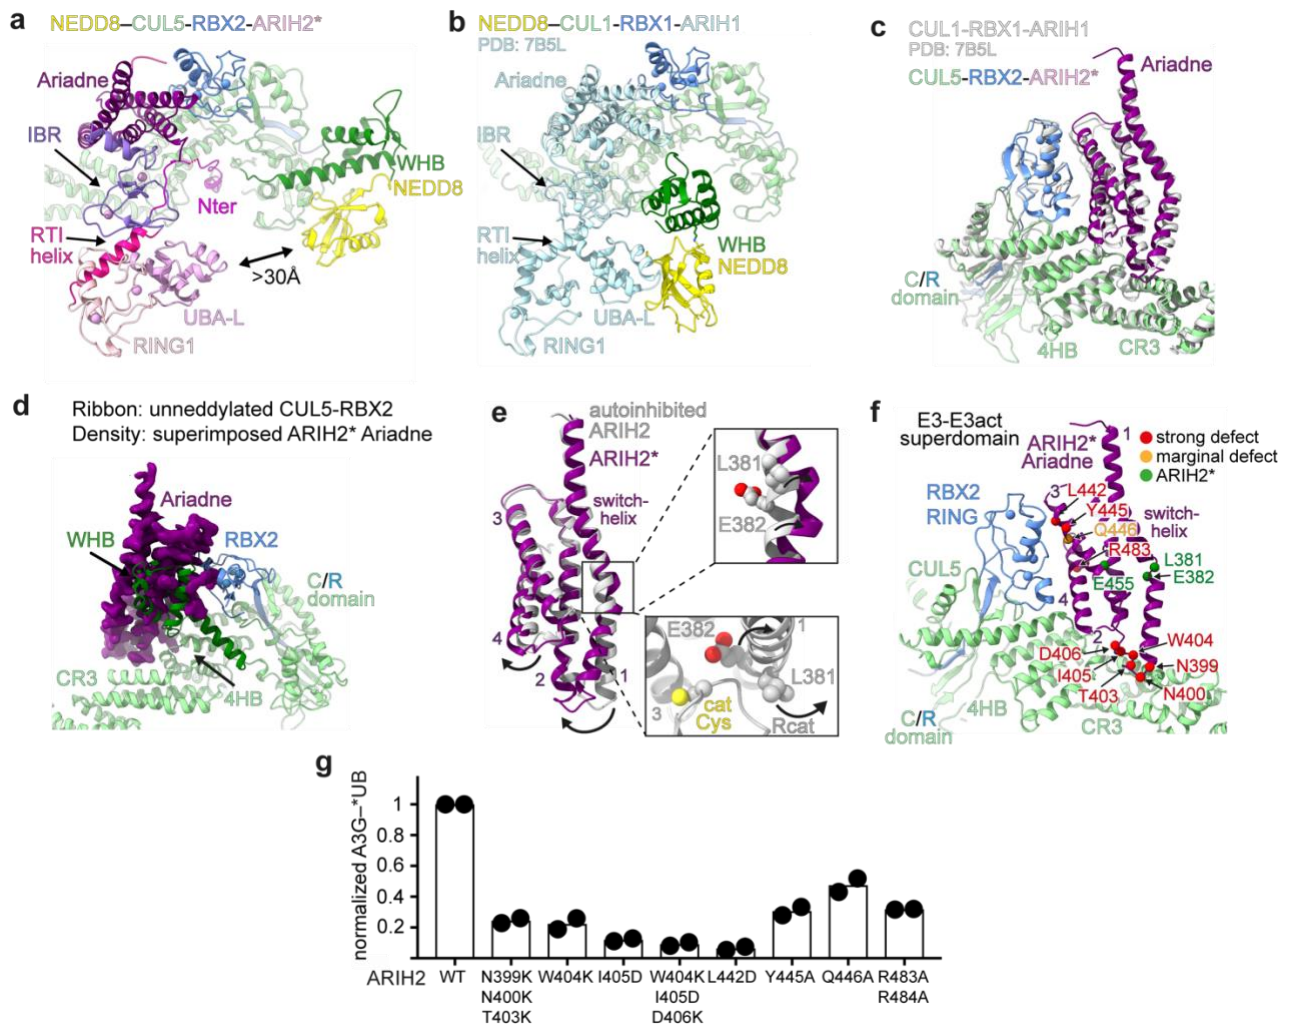 a
NEDD8–CUL5-RBX2-ARIH2*
Ariadne
IBR
WHB
NEDD8
Nter
RTI
helix
>30Å
UBA-L
RING1
b
NEDD8–CUL1-RBX1-ARIH1
PDB: 7B5L
Ariadne
IBR
RTI
helix
WHB
NEDD8
UBA-L
RING1
c
CUL1-RBX1-ARIH1
PDB: 7B5L
CUL5-RBX2-ARIH2*
Ariadne
C/R
domain
4HB
CR3
d
Ribbon: unneddylated CUL5-RBX2
Density: superimposed ARIH2* Ariadne
Ariadne
WHB
RBX2
C/R
domain
CR3
4HB
e
autoinhibited
ARIH2
ARIH2*
switch-
helix
3
4
2
1
L381
E382
E382
1
L381
cat
Cys
3
Rcat
f
E3-E3act
superdomain
ARIH2*
Ariadne
1
strong defect
marginal defect
ARIH2*
RBX2
RING
3
L442
Y445
Q446
switch-
helix
R483
L381
E382
E455
CUL5
4
2
W404
D406
I405
N399
T403
N400
4HB
CR3
C/R
domain
g
normalized A3G–*UB
1
0.8
0.6
0.4
0.2
ARIH2
WT
N399K
N400K
T403K
W404K
I405D
W404K
I405D
D406K
L442D
Y445A
Q446A
R483A
R484A